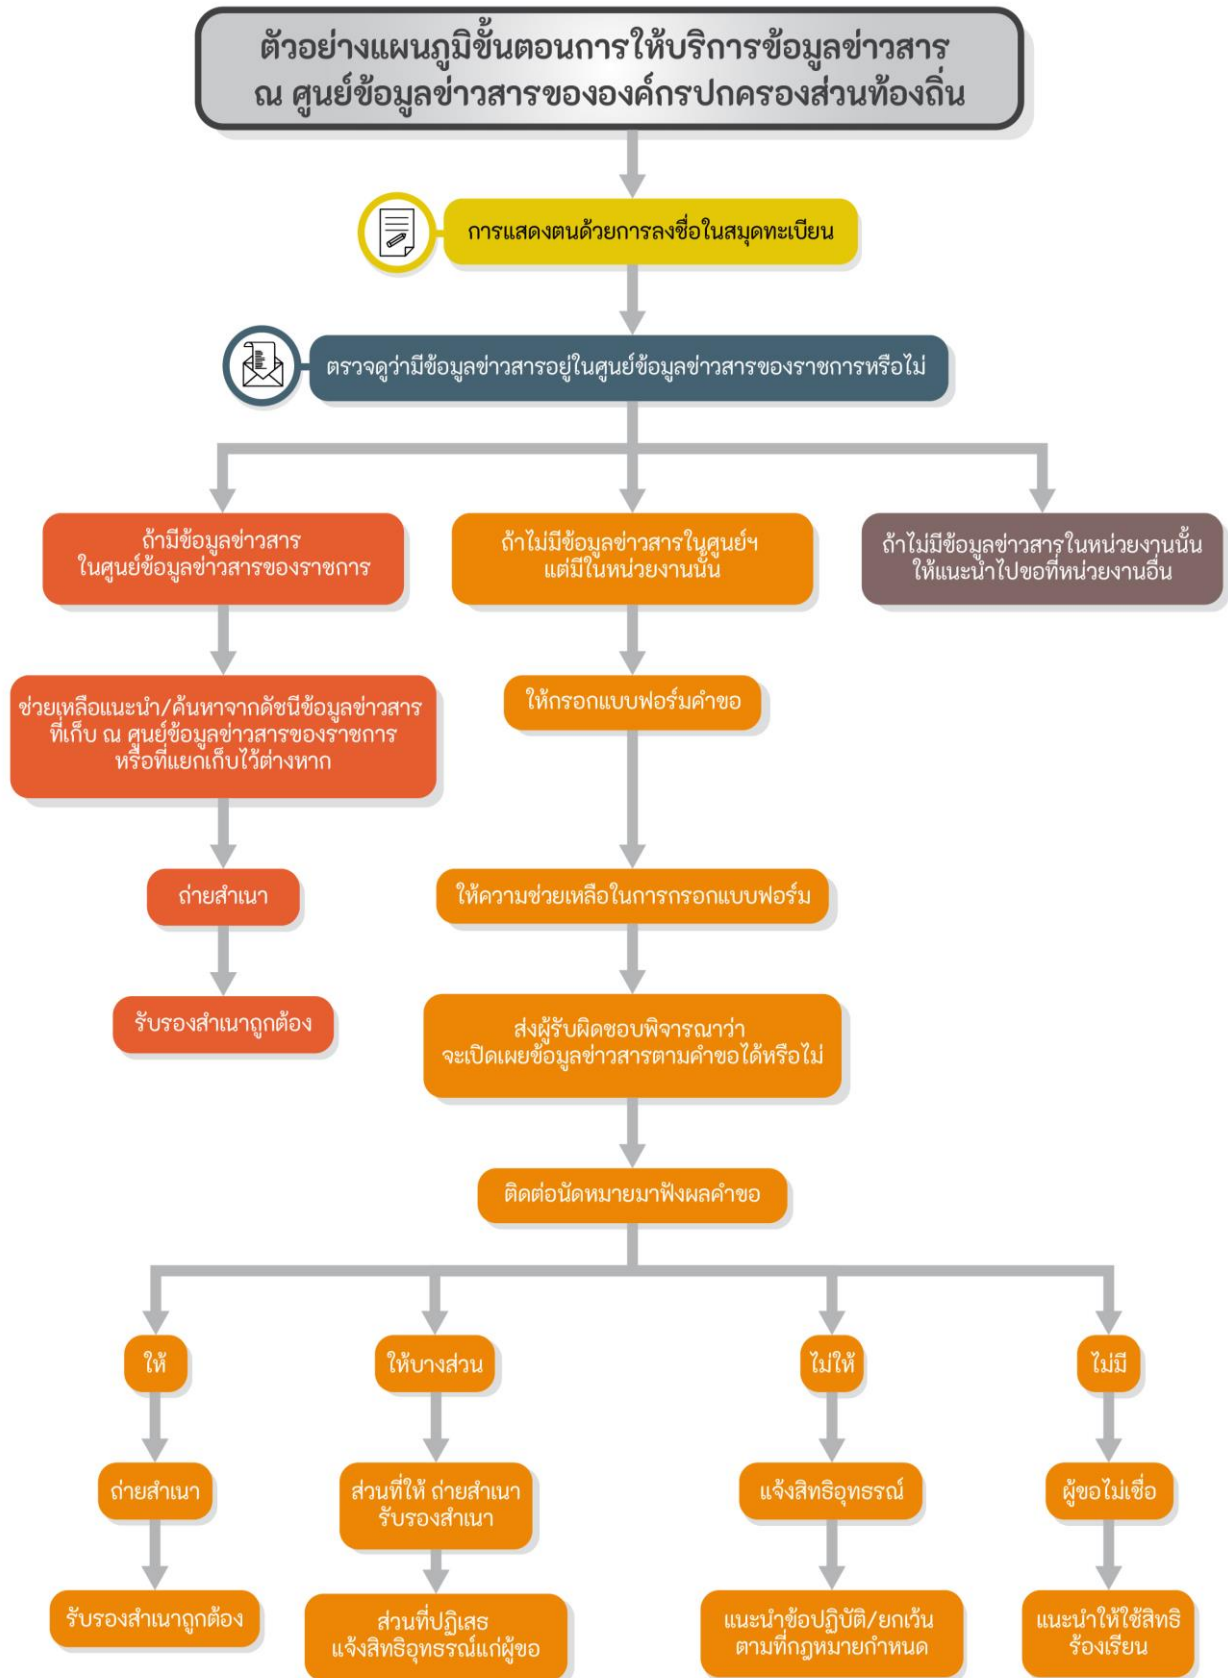 ตัวอย่างแผนภูมิขั้นตอนการให้บริการข้อมูลข่าวสาร
ณ ศูนย์ข้อมูลข่าวสารขององค์กรปกครองส่วนท้องถิ่น
การแสดงตนด้วยการลงชื่อในสมุดทะเบียน
ตรวจดูว่ามีข้อมูลข่าวสารอยู่ในศูนย์ข้อมูลข่าวสารของราชการหรือไม่
ถ้ามีข้อมูลข่าวสาร
ในศูนย์ข้อมูลข่าวสารของราชการ
ถ้าไม่มีข้อมูลข่าวสารในศูนย์ฯ
แต่มีในหน่วยงานนั้น
ถ้าไม่มีข้อมูลข่าวสารในหน่วยงานนั้น
ให้แนะนำไปขอที่หน่วยงานอื่น
ช่วยเหลือแนะนำ/ค้นหาจากดัชนีข้อมูลข่าวสาร
ที่เก็บ ณ ศูนย์ข้อมูลข่าวสารของราชการ
หรือที่แยกเก็บไว้ต่างหาก
ให้กรอกแบบฟอร์มคำขอ
ถ่ายสำเนา
ให้ความช่วยเหลือในการกรอกแบบฟอร์ม
รับรองสำเนาถูกต้อง
ส่งผู้รับผิดชอบพิจารณาว่า
จะเปิดเผยข้อมูลข่าวสารตามคำขอได้หรือไม่
ติดต่อนัดหมายมาฟังผลคำขอ
ให้
ให้บางส่วน
ไม่ให้
ไม่มี
ถ่ายสำเนา
ส่วนที่ให้ ถ่ายสำเนา
รับรองสำเนา
แจ้งสิทธิอุทธรณ์
ผู้ขอไม่เชื่อ
รับรองสำเนาถูกต้อง
ส่วนที่ปฏิเสธ
แจ้งสิทธิอุทธรณ์แก่ผู้ขอ
แนะนำข้อปฏิบัติ/ยกเว้น
ตามที่กฎหมายกำหนด
แนะนำให้ใช้สิทธิ
ร้องเรียน